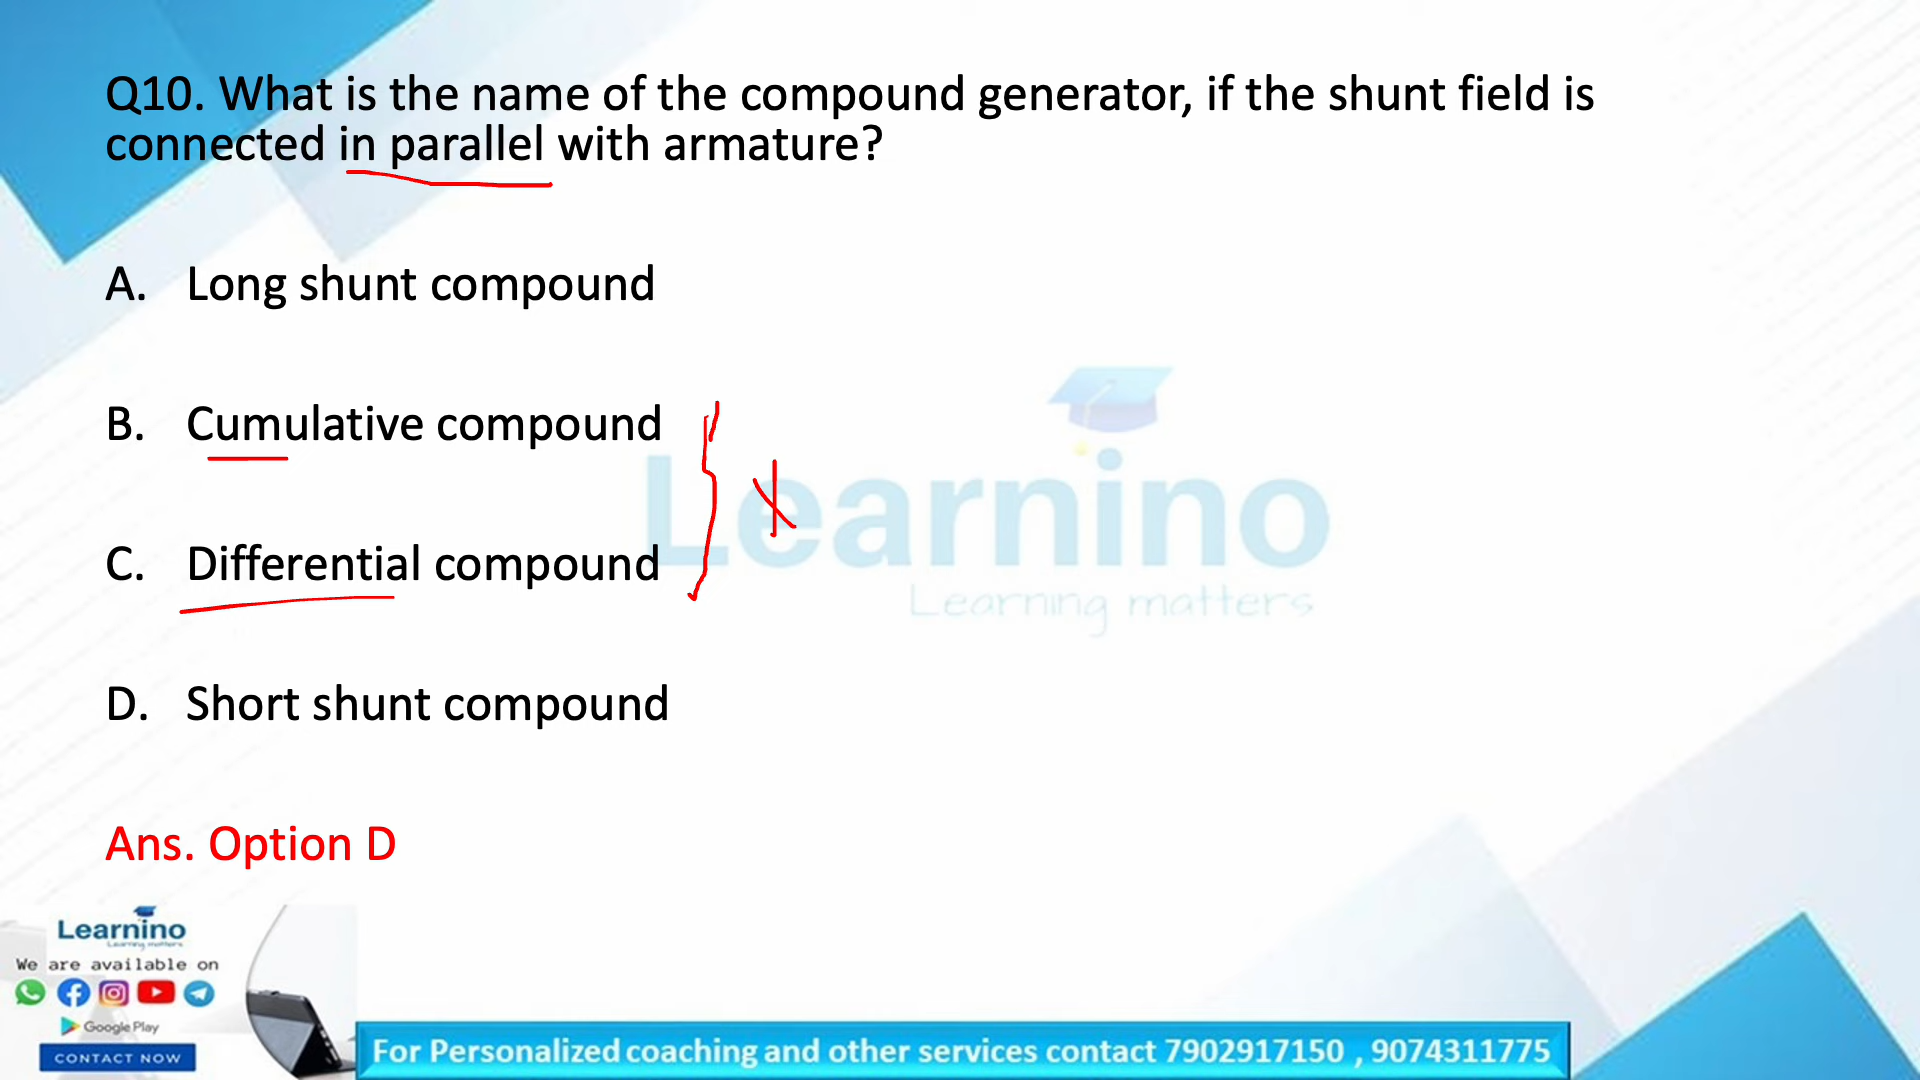 Q10. What is the name of the compound generator, if the shunt field is
connected in parallel with armature?
A. Long shunt compound
B. Cumulative compound
C. Differential compound
D. Short shunt compound
Ans. Option D
Learnino
Learning matters
Learnino
Learning matters
We are available on
Google Play
CONTACT NOW
For Personalized coaching and other services contact 7902917150 , 9074311775